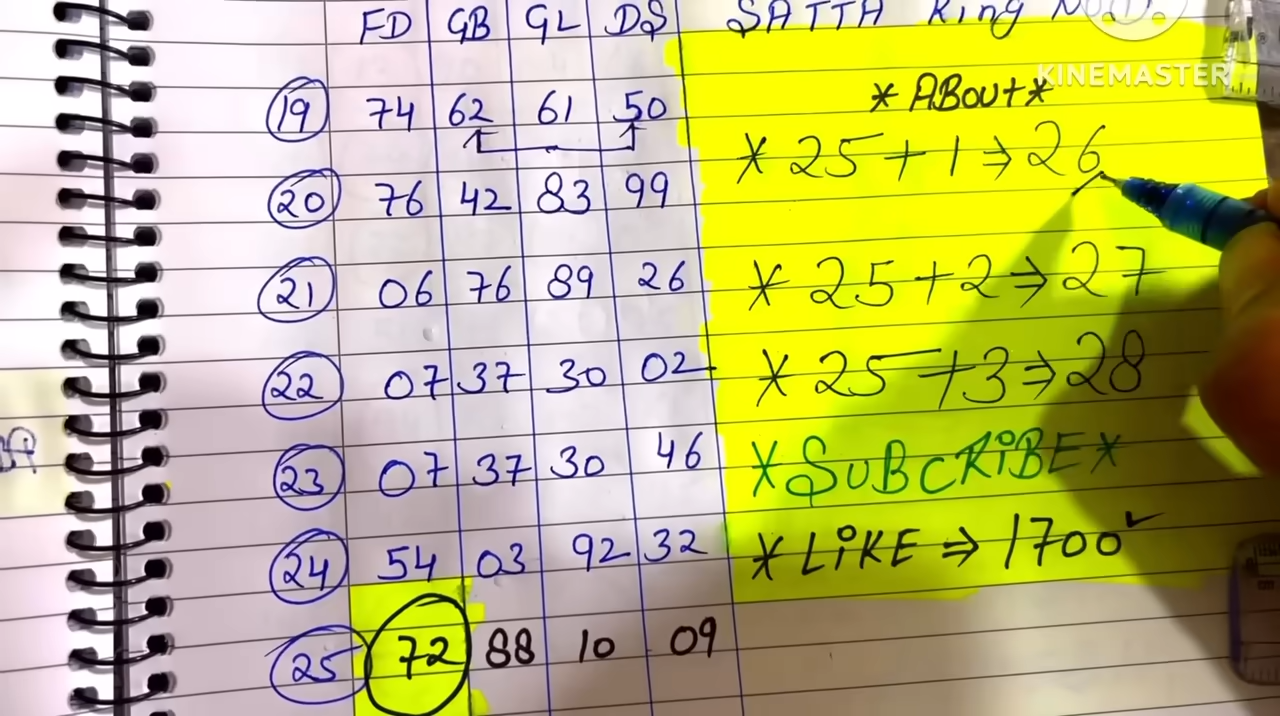 FD GB GL DS SATTA King
KINEMASTER
* ABOUT *
19 74 62 61 50
* 25 + 1 ⇒ 26
20 76 42 83 99
21 06 76 89 26
* 25 + 2 ⇒ 27
22 07 37 30 02
* 25 + 3 ⇒ 28
23 07 37 30 46
* SUBCRIBE *
24 54 03 92 32
* LIKE ⇒ 1700 ✓
25 72 88 10 09